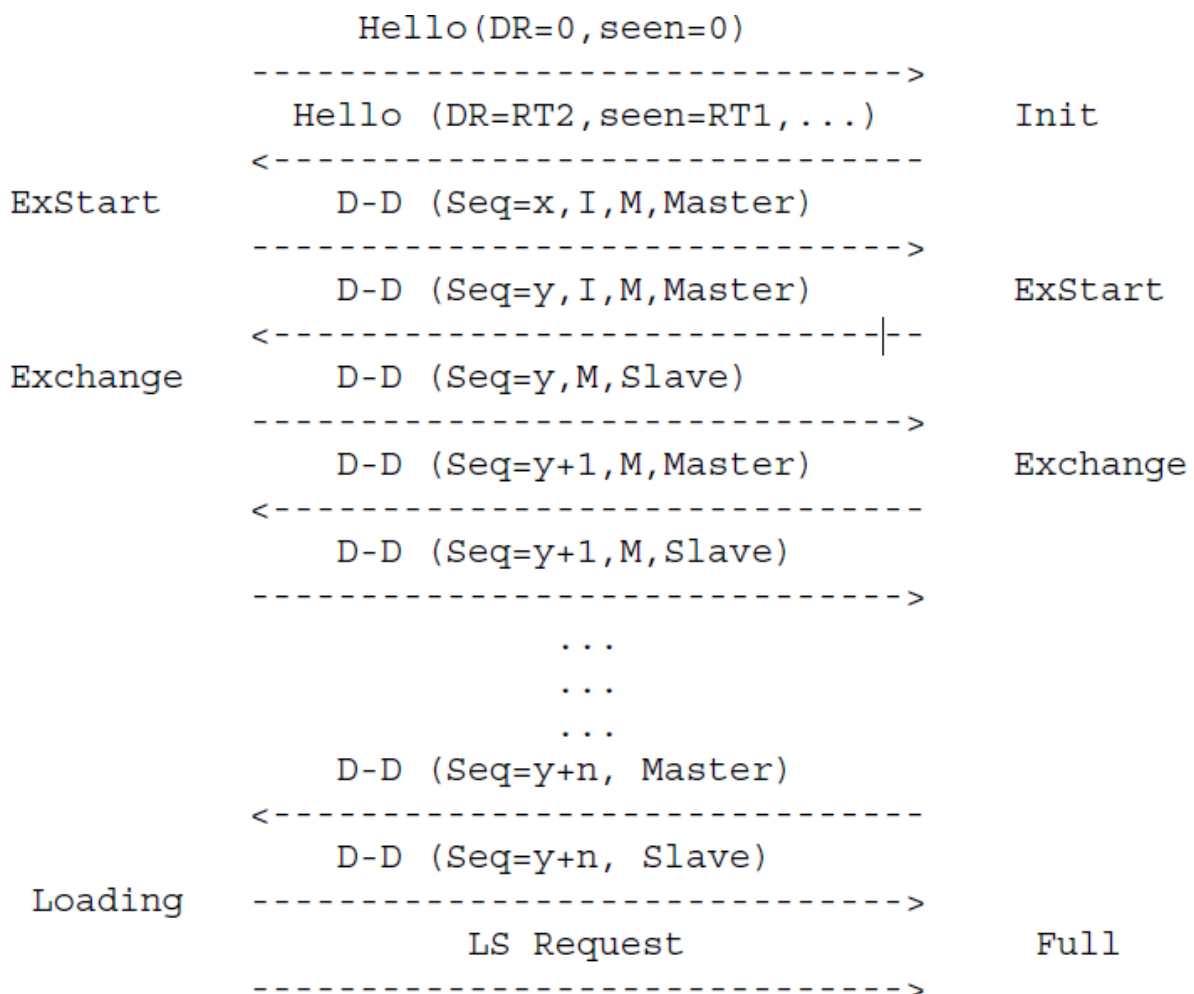 Hello(DR=0,seen=0)
------------------------------>
Hello (DR=RT2,seen=RT1,...) Init
<------------------------------
ExStart D-D (Seq=x,I,M,Master)
------------------------------>
D-D (Seq=y,I,M,Master) ExStart
<------------------------------
Exchange D-D (Seq=y,M,Slave)
------------------------------>
D-D (Seq=y+1,M,Master) Exchange
<------------------------------
D-D (Seq=y+1,M,Slave)
------------------------------>
...
...
...
D-D (Seq=y+n, Master)
<------------------------------
D-D (Seq=y+n, Slave)
Loading ------------------------------>
LS Request Full
------------------------------>